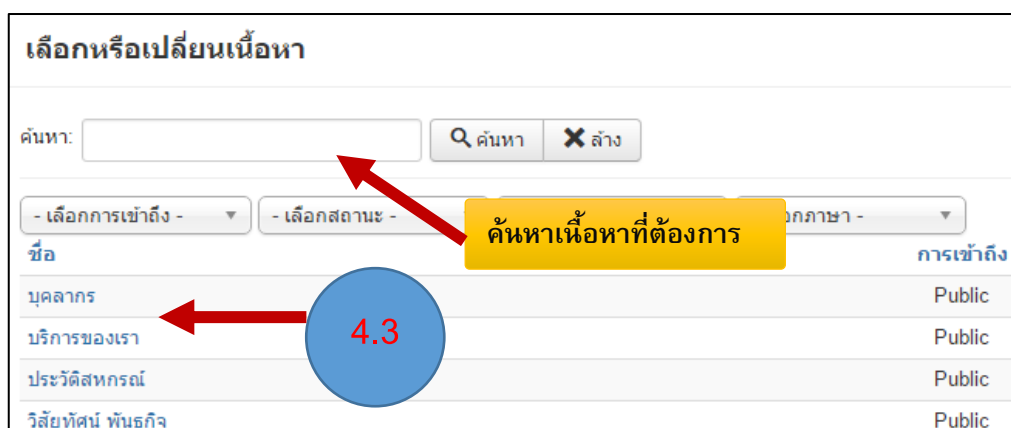 เลือกหรือเปลี่ยนเนื้อหา
ค้นหา: ค้นหา ล้าง
- เลือกการเข้าถึง - - เลือกสถานะ - อกภาษา -
ค้นหาเนื้อหาที่ต้องการ
ชื่อ การเข้าถึง
บุคลากร Public
บริการของเรา Public
4.3
ประวัติสหกรณ์ Public
วิสัยทัศน์ พันธกิจ Public